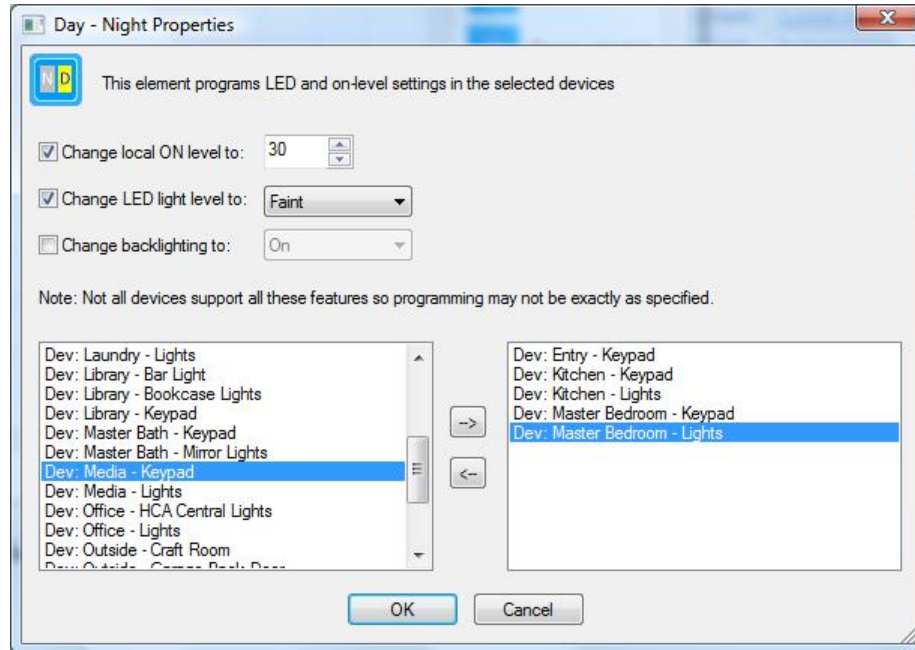 Day - Night Properties
N D
This element programs LED and on-level settings in the selected devices
Change local ON level to: 30
Change LED light level to: Faint
Change backlighting to: On
Note: Not all devices support all these features so programming may not be exactly as specified.
Dev: Laundry - Lights
Dev: Library - Bar Light
Dev: Library - Bookcase Lights
Dev: Library - Keypad
Dev: Master Bath - Keypad
Dev: Master Bath - Mirror Lights
Dev: Media - Keypad
Dev: Media - Lights
Dev: Office - HCA Central Lights
Dev: Office - Lights
Dev: Outside - Craft Room
Dev: Outside - Garage Back Door
-->
<--
Dev: Entry - Keypad
Dev: Kitchen - Keypad
Dev: Kitchen - Lights
Dev: Master Bedroom - Keypad
Dev: Master Bedroom - Lights
OK Cancel